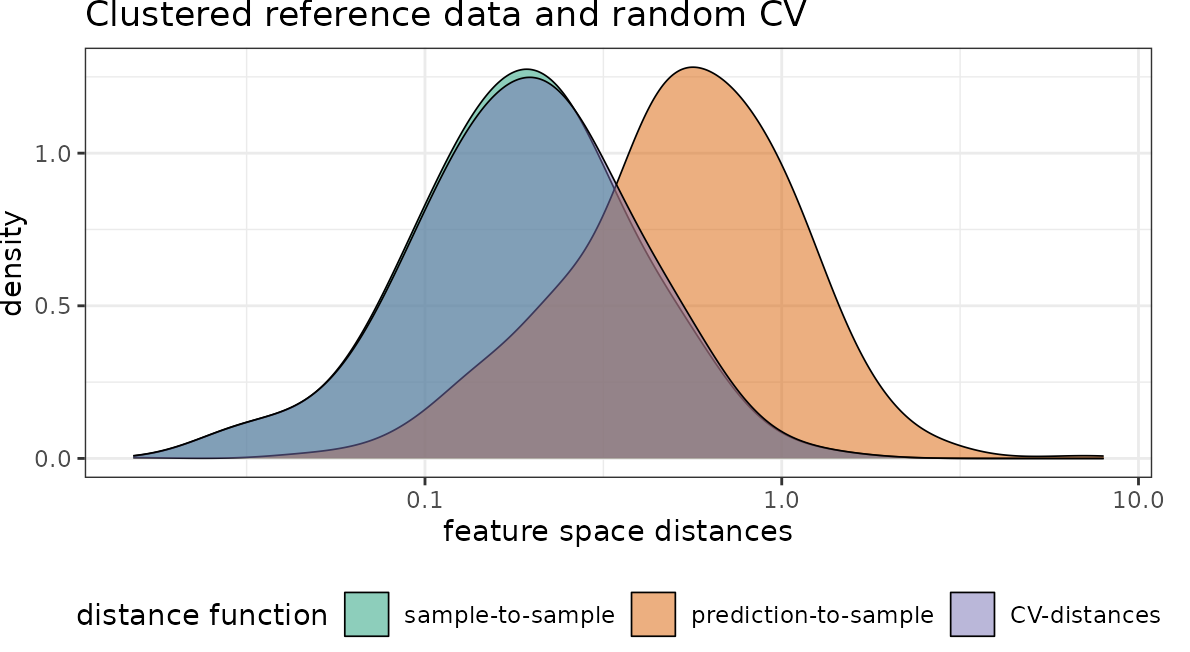 Clustered reference data and random CV
density
1.0
0.5
0.0
0.1 1.0 10.0
feature space distances
distance function sample-to-sample prediction-to-sample CV-distances